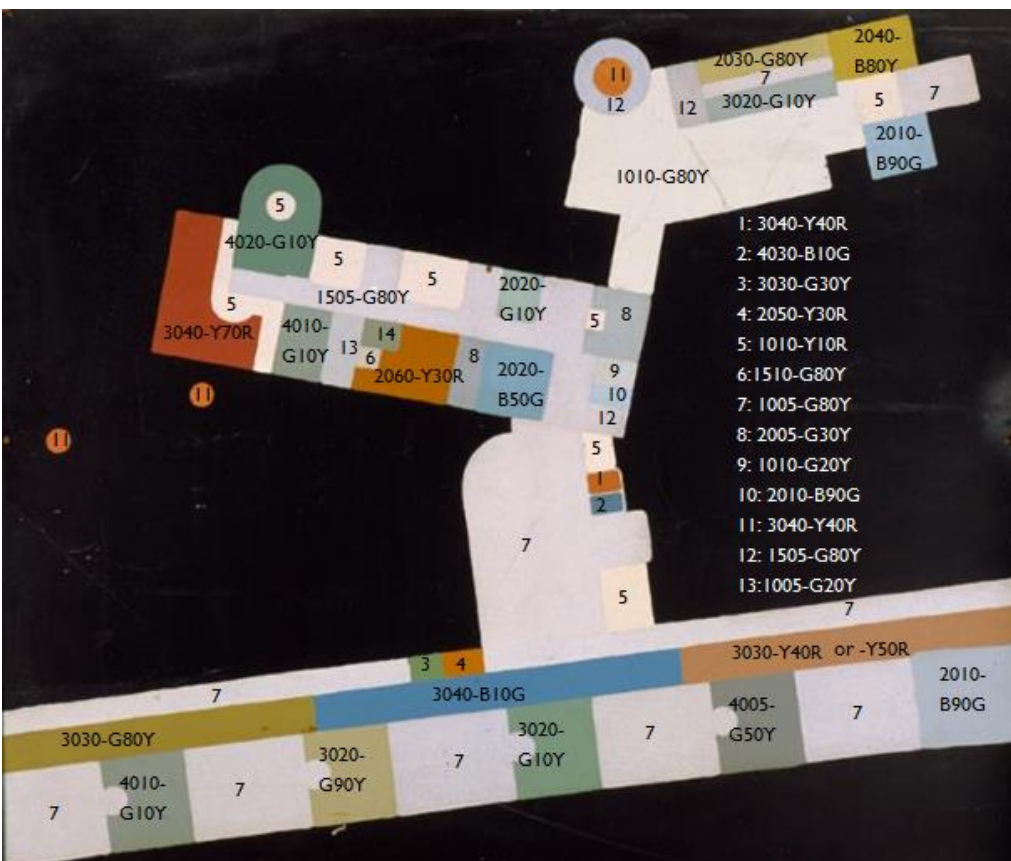 2040-
B80Y
2030-G80Y
7
11
12
12
3020-G10Y
5
7
2010-
B90G
1010-G80Y
5
4020-G10Y
5
5
1505-G80Y
2020-
G10Y
5
3040-Y70R
4010-
G10Y
13
14
6
2060-Y30R
8
2020-
B50G
5
8
9
10
12
11
11
5
1
2
7
5
1: 3040-Y40R
2: 4030-B10G
3: 3030-G30Y
4: 2050-Y30R
5: 1010-Y10R
6:1510-G80Y
7: 1005-G80Y
8: 2005-G30Y
9: 1010-G20Y
10: 2010-B90G
11: 3040-Y40R
12: 1505-G80Y
13:1005-G20Y
7
3030-Y40R or -Y50R
3
4
7
3040-B10G
3030-G80Y
2010-
B90G
4005-
G50Y
7
7
3020-
G10Y
7
3020-
G90Y
7
4010-
G10Y
7